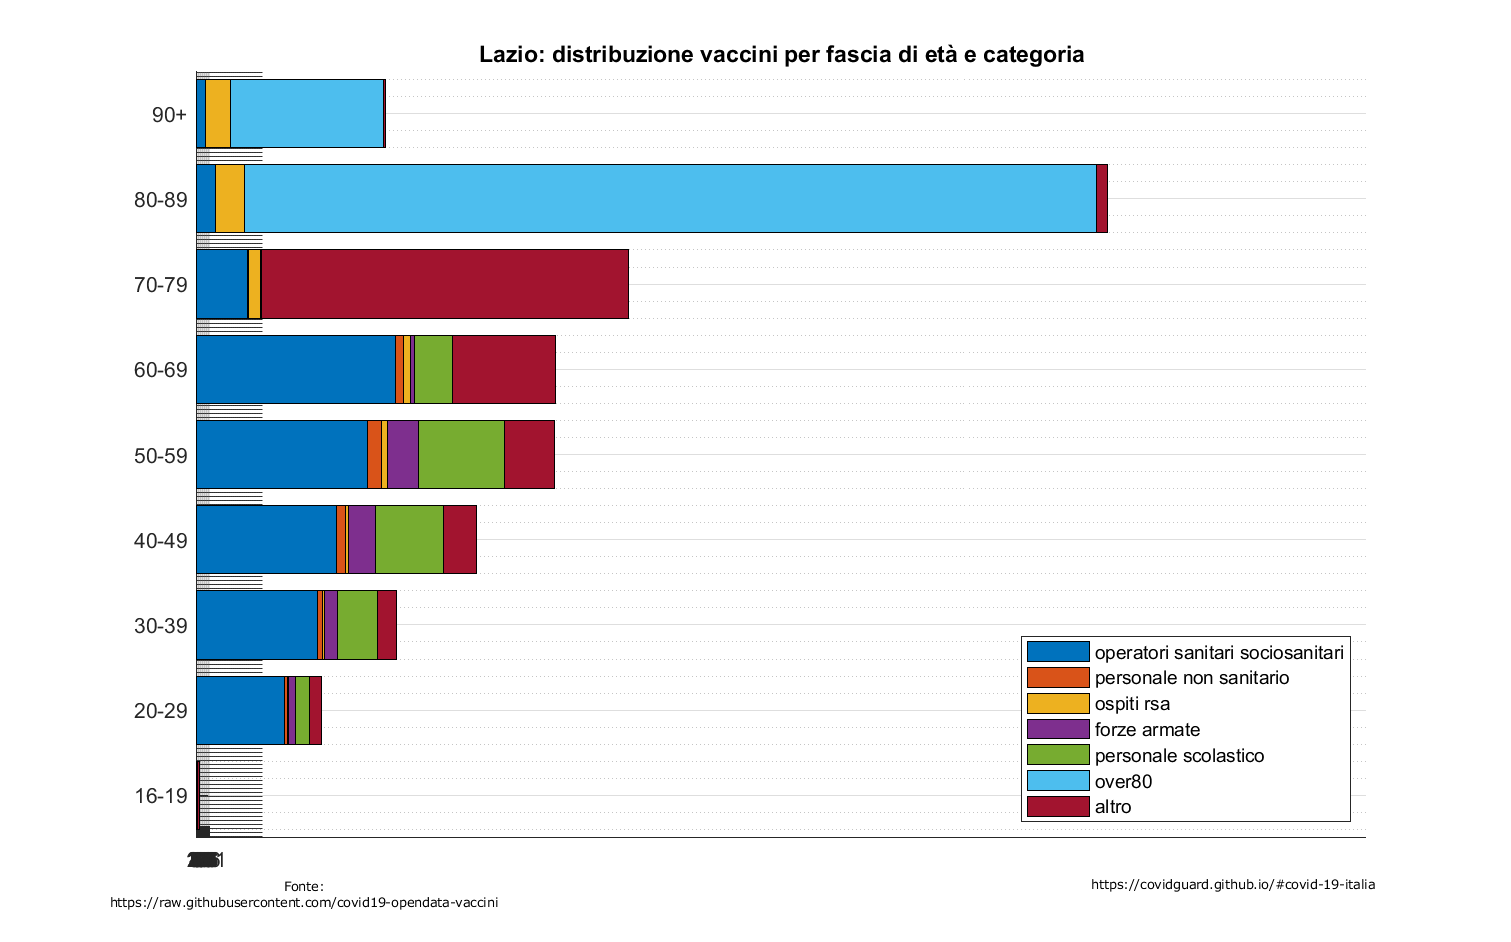 Lazio: distribuzione vaccini per fascia di età e categoria
90+
80-89
70-79
60-69
50-59
40-49
30-39
20-29
16-19
operatori sanitari sociosanitari
personale non sanitario
ospiti rsa
forze armate
personale scolastico
over80
altro
Fonte:
https://raw.githubusercontent.com/covid19-opendata-vaccini
https://covidguard.github.io/#covid-19-italia